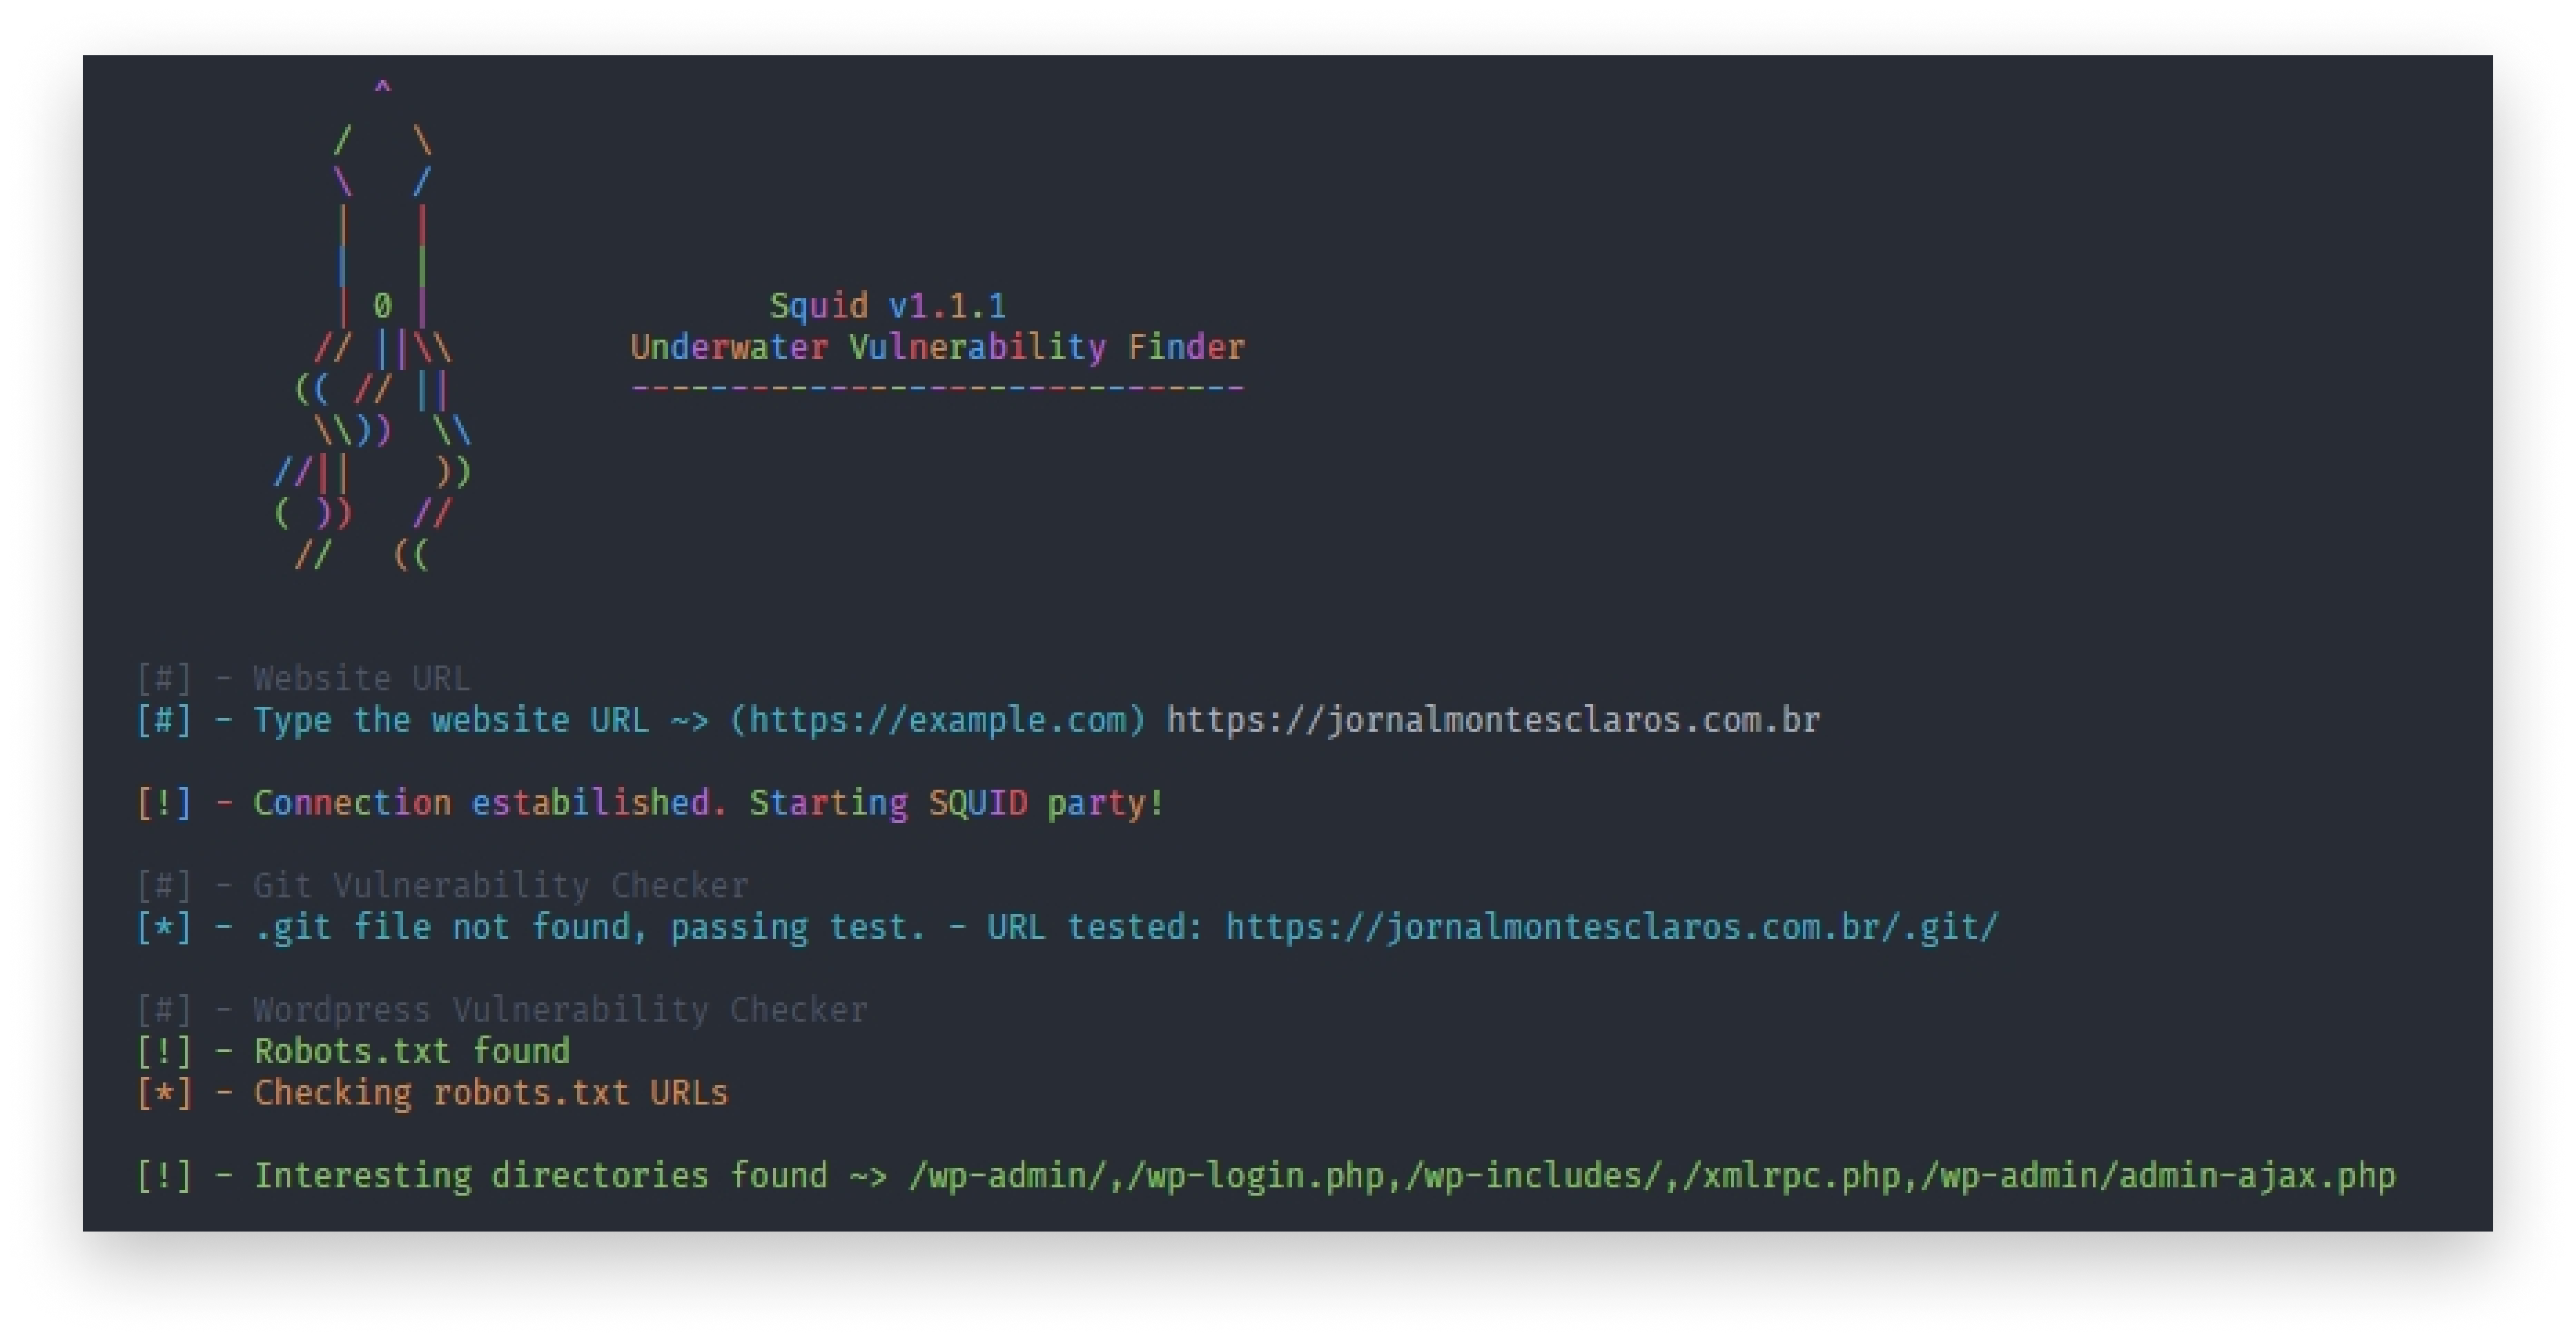 ^
/   \
\   /
|   |
|   |
| 0 |
// ||\\
(( // ||
\\))  \\
//||    ))
( ))   //
//   ((
Squid v1.1.1
Underwater Vulnerability Finder
-------------------------------
[#] - Website URL
[#] - Type the website URL ~> (https://example.com) https://jornalmontesclaros.com.br
[!] - Connection estabilished. Starting SQUID party!
[#] - Git Vulnerability Checker
[*] - .git file not found, passing test. - URL tested: https://jornalmontesclaros.com.br/.git/
[#] - Wordpress Vulnerability Checker
[!] - Robots.txt found
[*] - Checking robots.txt URLs
[!] - Interesting directories found ~> /wp-admin/,/wp-login.php,/wp-includes/,/xmlrpc.php,/wp-admin/admin-ajax.php